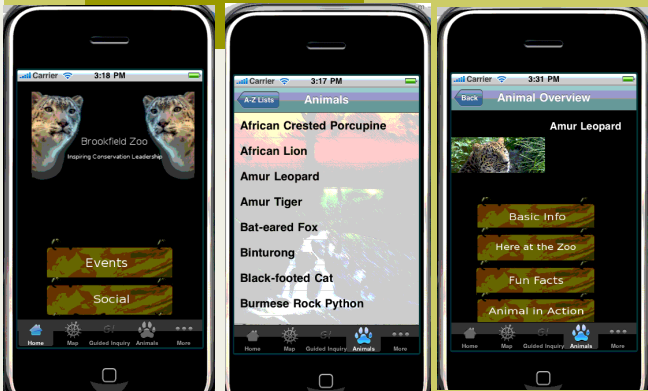 Carrier 3:18 PM
Brookfield Zoo
Inspiring Conservation Leadership
Events
Social
Home Map Guided Inquiry Animals More
Carrier 3:17 PM
A-Z Lists Animals
African Crested Porcupine
African Lion
Amur Leopard
Amur Tiger
Bat-eared Fox
Binturong
Black-footed Cat
Burmese Rock Python
Home Map Guided Inquiry Animals More
Carrier 3:31 PM
Back Animal Overview
Amur Leopard
Basic Info
Here at the Zoo
Fun Facts
Animal in Action
Home Map Guided Inquiry Animals More